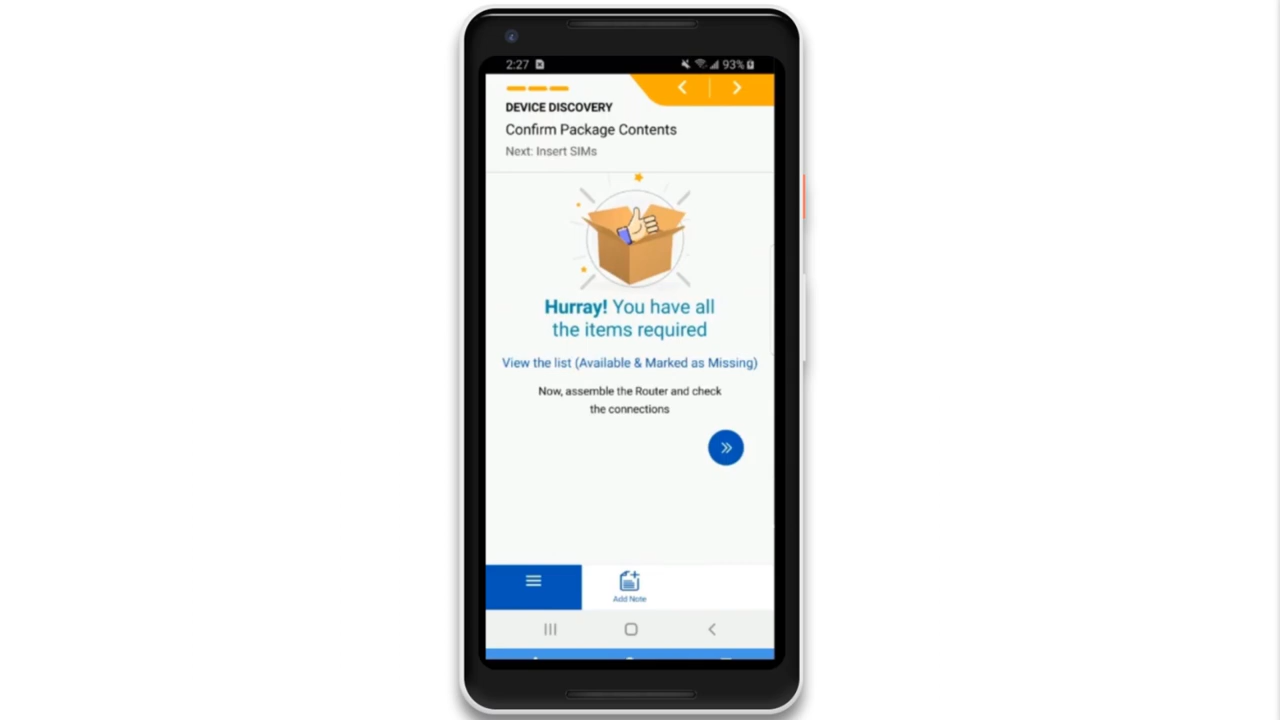 2:27 93%
DEVICE DISCOVERY
Confirm Package Contents
Next: Insert SIMs
Hurray! You have all
the items required
View the list (Available & Marked as Missing)
Now, assemble the Router and check
the connections
Add Note